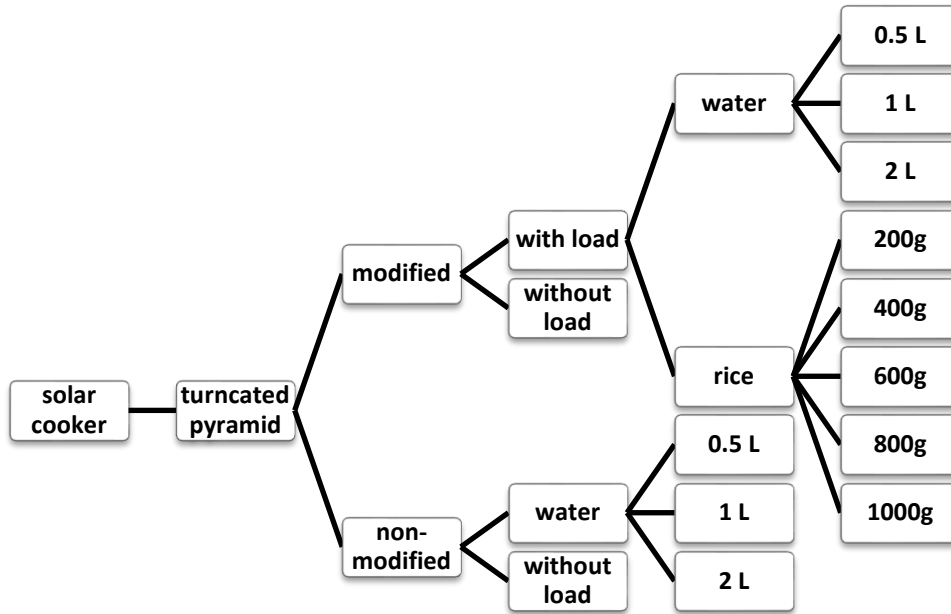 solar
cooker
turncated
pyramid
modified
with load
water
0.5 L
1 L
2 L
rice
200g
400g
600g
800g
1000g
without
load
non-
modified
water
0.5 L
1 L
2 L
without
load